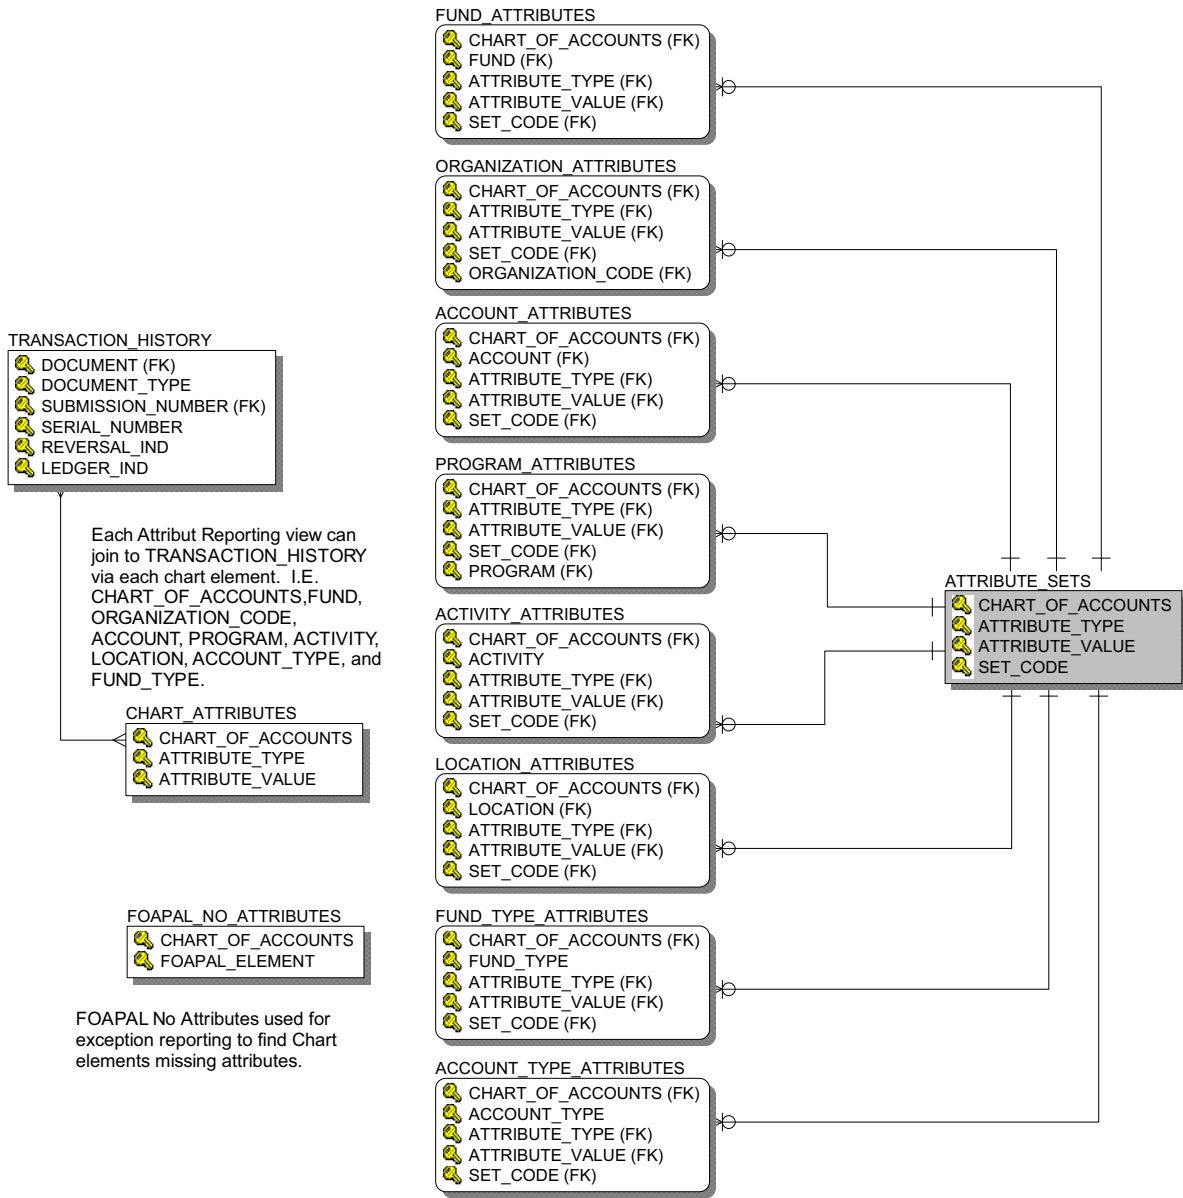 FUND_ATTRIBUTES
CHART_OF_ACCOUNTS (FK)
FUND (FK)
ATTRIBUTE_TYPE (FK)
ATTRIBUTE_VALUE (FK)
SET_CODE (FK)
ORGANIZATION_ATTRIBUTES
CHART_OF_ACCOUNTS (FK)
ATTRIBUTE_TYPE (FK)
ATTRIBUTE_VALUE (FK)
SET_CODE (FK)
ORGANIZATION_CODE (FK)
ACCOUNT_ATTRIBUTES
CHART_OF_ACCOUNTS (FK)
ACCOUNT (FK)
ATTRIBUTE_TYPE (FK)
ATTRIBUTE_VALUE (FK)
SET_CODE (FK)
TRANSACTION_HISTORY
DOCUMENT (FK)
DOCUMENT_TYPE
SUBMISSION_NUMBER (FK)
SERIAL_NUMBER
REVERSAL_IND
LEDGER_IND
PROGRAM_ATTRIBUTES
CHART_OF_ACCOUNTS (FK)
ATTRIBUTE_TYPE (FK)
ATTRIBUTE_VALUE (FK)
SET_CODE (FK)
PROGRAM (FK)
Each Attribut Reporting view can
join to TRANSACTION_HISTORY
via each chart element.  I.E.
CHART_OF_ACCOUNTS,FUND,
ORGANIZATION_CODE,
ACCOUNT, PROGRAM, ACTIVITY,
LOCATION, ACCOUNT_TYPE, and
FUND_TYPE.
ATTRIBUTE_SETS
CHART_OF_ACCOUNTS
ATTRIBUTE_TYPE
ATTRIBUTE_VALUE
SET_CODE
ACTIVITY_ATTRIBUTES
CHART_OF_ACCOUNTS (FK)
ACTIVITY
ATTRIBUTE_TYPE (FK)
ATTRIBUTE_VALUE (FK)
SET_CODE (FK)
CHART_ATTRIBUTES
CHART_OF_ACCOUNTS
ATTRIBUTE_TYPE
ATTRIBUTE_VALUE
LOCATION_ATTRIBUTES
CHART_OF_ACCOUNTS (FK)
LOCATION (FK)
ATTRIBUTE_TYPE (FK)
ATTRIBUTE_VALUE (FK)
SET_CODE (FK)
FOAPAL_NO_ATTRIBUTES
CHART_OF_ACCOUNTS
FOAPAL_ELEMENT
FOAPAL No Attributes used for
exception reporting to find Chart
elements missing attributes.
FUND_TYPE_ATTRIBUTES
CHART_OF_ACCOUNTS (FK)
FUND_TYPE
ATTRIBUTE_TYPE (FK)
ATTRIBUTE_VALUE (FK)
SET_CODE (FK)
ACCOUNT_TYPE_ATTRIBUTES
CHART_OF_ACCOUNTS (FK)
ACCOUNT_TYPE
ATTRIBUTE_TYPE (FK)
ATTRIBUTE_VALUE (FK)
SET_CODE (FK)